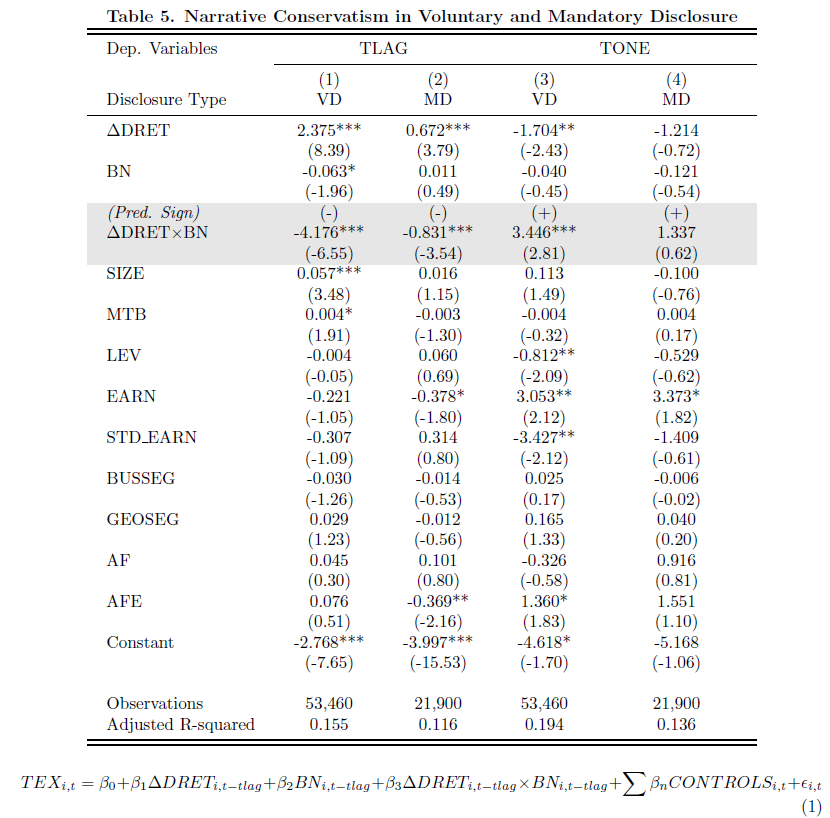 Table 5. Narrative Conservatism in Voluntary and Mandatory Disclosure
Dep. Variables TLAG TONE
(1) (2) (3) (4)
Disclosure Type VD MD VD MD
ΔDRET 2.375*** 0.672*** -1.704** -1.214
(8.39) (3.79) (-2.43) (-0.72)
BN -0.063* 0.011 -0.040 -0.121
(-1.96) (0.49) (-0.45) (-0.54)
(Pred. Sign) (-) (-) (+) (+)
ΔDRET×BN -4.176*** -0.831*** 3.446*** 1.337
(-6.55) (-3.54) (2.81) (0.62)
SIZE 0.057*** 0.016 0.113 -0.100
(3.48) (1.15) (1.49) (-0.76)
MTB 0.004* -0.003 -0.004 0.004
(1.91) (-1.30) (-0.32) (0.17)
LEV -0.004 0.060 -0.812** -0.529
(-0.05) (0.69) (-2.09) (-0.62)
EARN -0.221 -0.378* 3.053** 3.373*
(-1.05) (-1.80) (2.12) (1.82)
STD_EARN -0.307 0.314 -3.427** -1.409
(-1.09) (0.80) (-2.12) (-0.61)
BUSSEG -0.030 -0.014 0.025 -0.006
(-1.26) (-0.53) (0.17) (-0.02)
GEOSEG 0.029 -0.012 0.165 0.040
(1.23) (-0.56) (1.33) (0.20)
AF 0.045 0.101 -0.326 0.916
(0.30) (0.80) (-0.58) (0.81)
AFE 0.076 -0.369** 1.360* 1.551
(0.51) (-2.16) (1.83) (1.10)
Constant -2.768*** -3.997*** -4.618* -5.168
(-7.65) (-15.53) (-1.70) (-1.06)
Observations 53,460 21,900 53,460 21,900
Adjusted R-squared 0.155 0.116 0.194 0.136
TEX_{i,t} = β_0+β_1ΔDRET_{i,t−tlag}+β_2BN_{i,t−tlag}+β_3ΔDRET_{i,t−tlag}×BN_{i,t−tlag}+∑β_nCONTROLS_{i,t}+ϵ_{i,t}
(1)